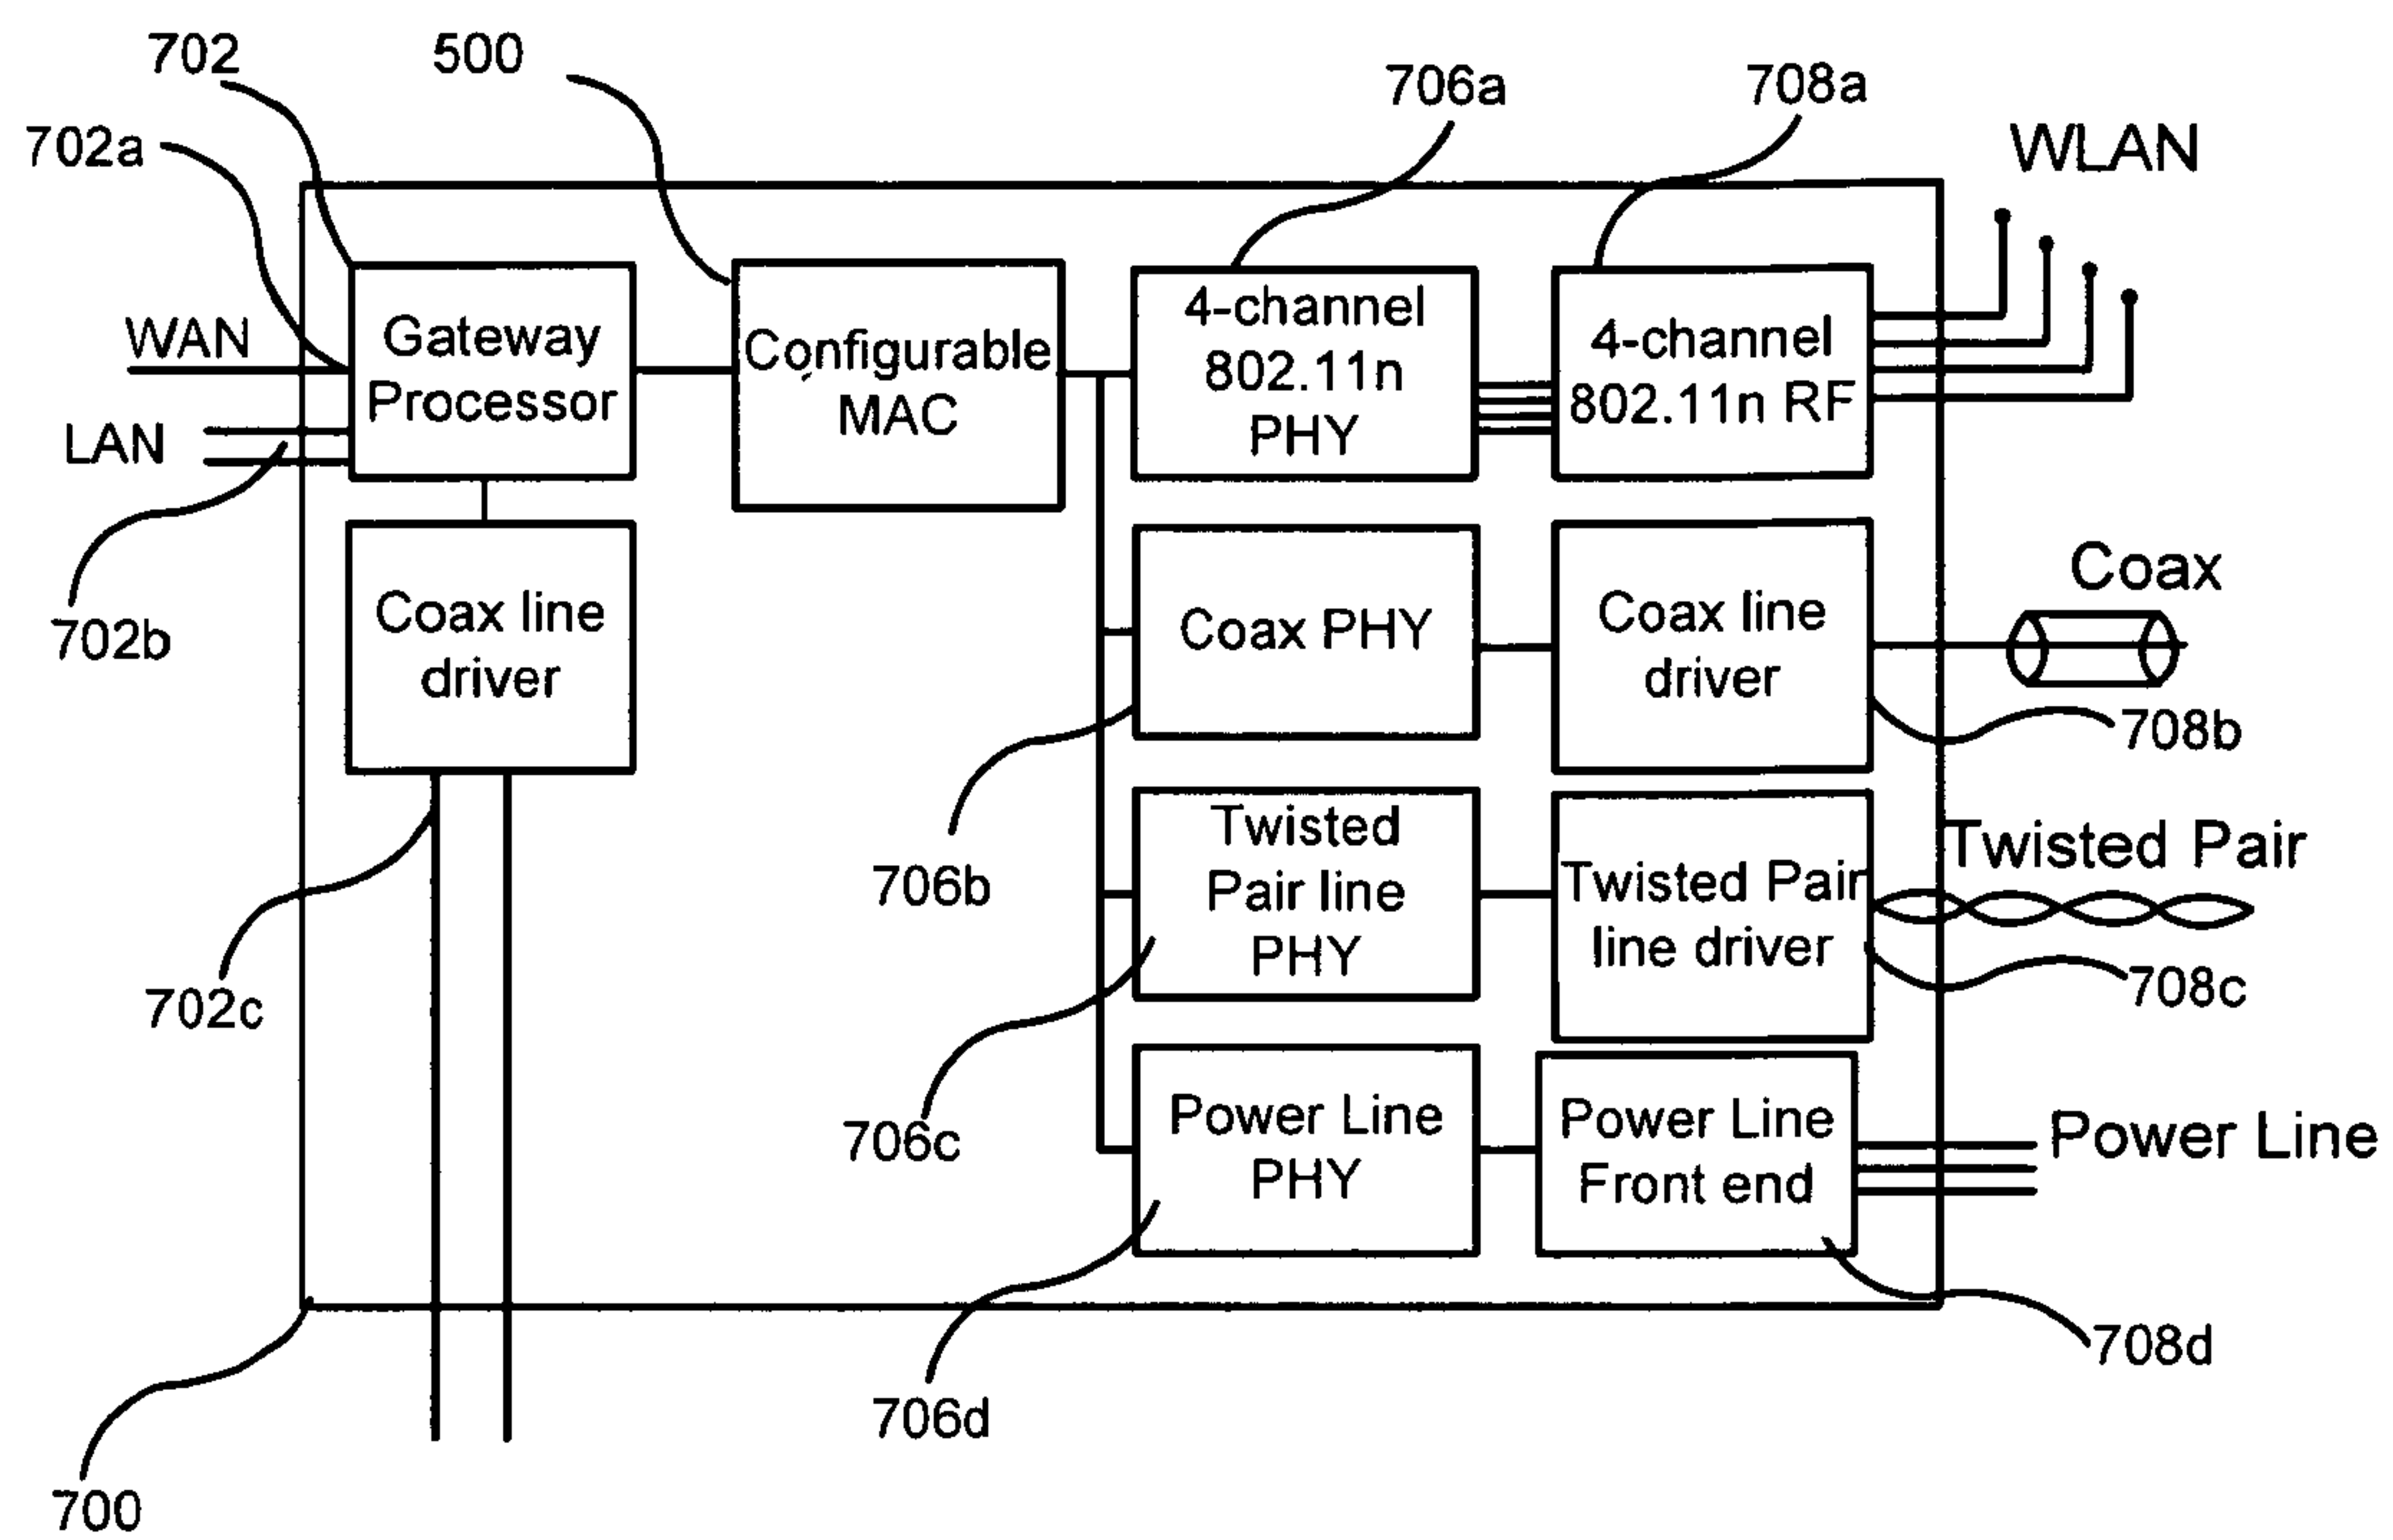 702
500
706a
708a
702a
WLAN
WAN
LAN
Gateway
Processor
Configurable
MAC
4-channel
802.11n
PHY
4-channel
802.11n RF
702b
Coax line
driver
Coax PHY
Coax line
driver
Coax
708b
706b
Twisted
Pair line
PHY
Twisted Pair
line driver
Twisted Pair
708c
702c
706c
Power Line
PHY
Power Line
Front end
Power Line
708d
706d
700